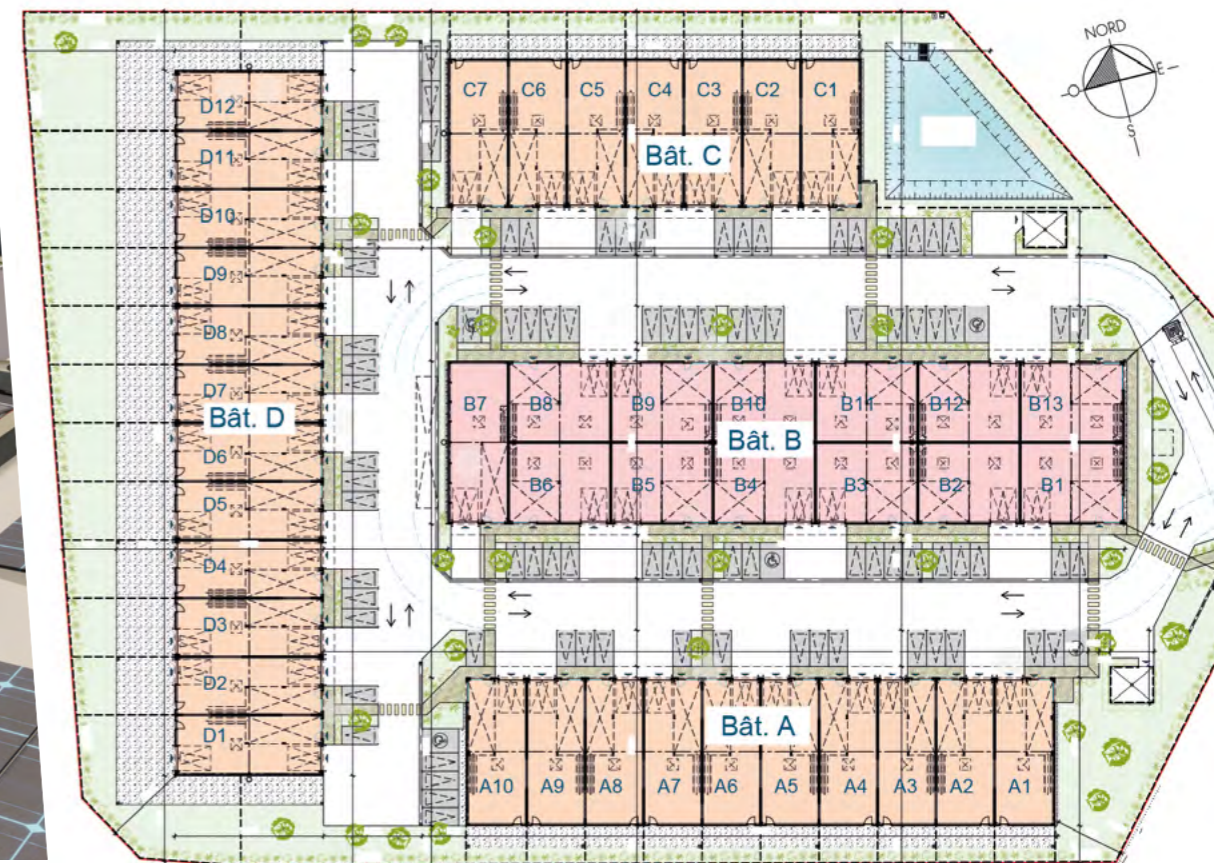 NORD
E
O
S
C7 C6 C5 C4 C3 C2 C1
Bât. C
D12
D11
D10
D9
D8
D7
Bât. D
D6
D5
D4
D3
D2
D1
B7 B8 B9 B10 B11 B12 B13
Bât. B
B6 B5 B4 B3 B2 B1
Bât. A
A10 A9 A8 A7 A6 A5 A4 A3 A2 A1